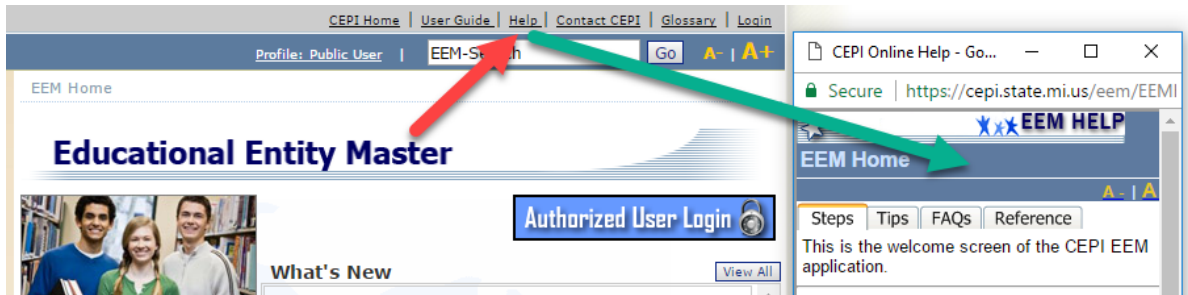 CEPI Home | User Guide | Help | Contact CEPI | Glossary | Login
Profile: Public User | EEM-Search Go A- | A+
EEM Home
Educational Entity Master
Authorized User Login
What's New View All
CEPI Online Help - Go...
Secure | https://cepi.state.mi.us/eem/EEMI
EEM HELP
EEM Home
A - | A
Steps Tips FAQs Reference
This is the welcome screen of the CEPI EEM
application.